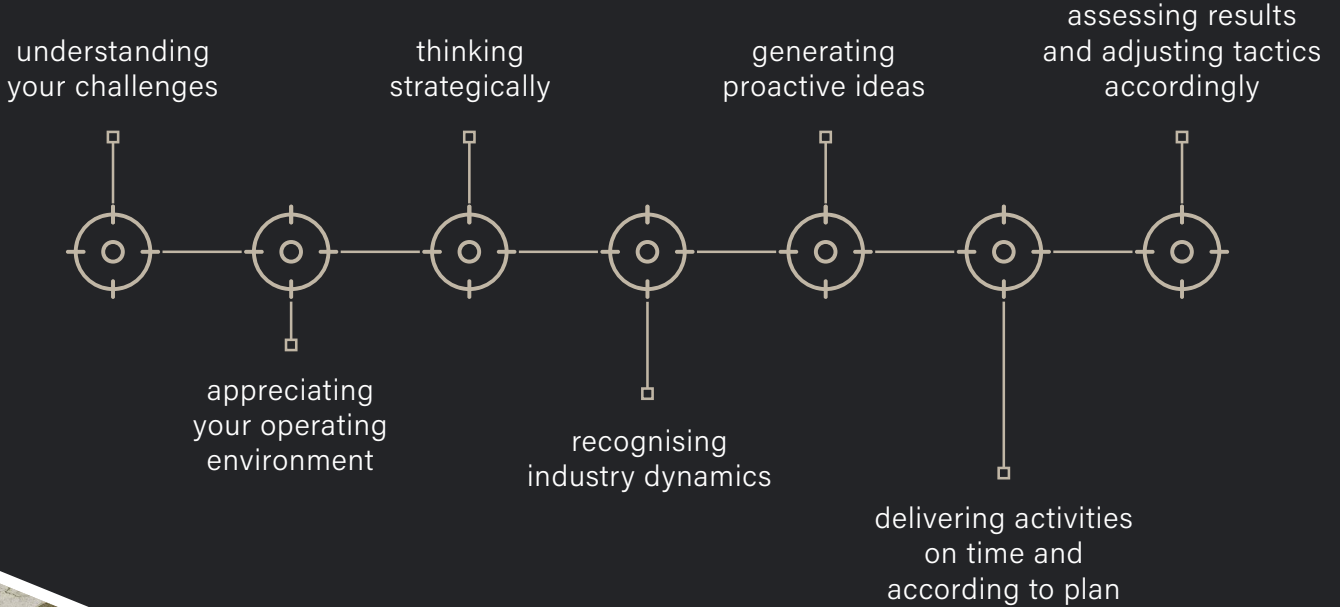 understanding
your challenges
appreciating
your operating
environment
thinking
strategically
recognising
industry dynamics
generating
proactive ideas
delivering activities
on time and
according to plan
assessing results
and adjusting tactics
accordingly